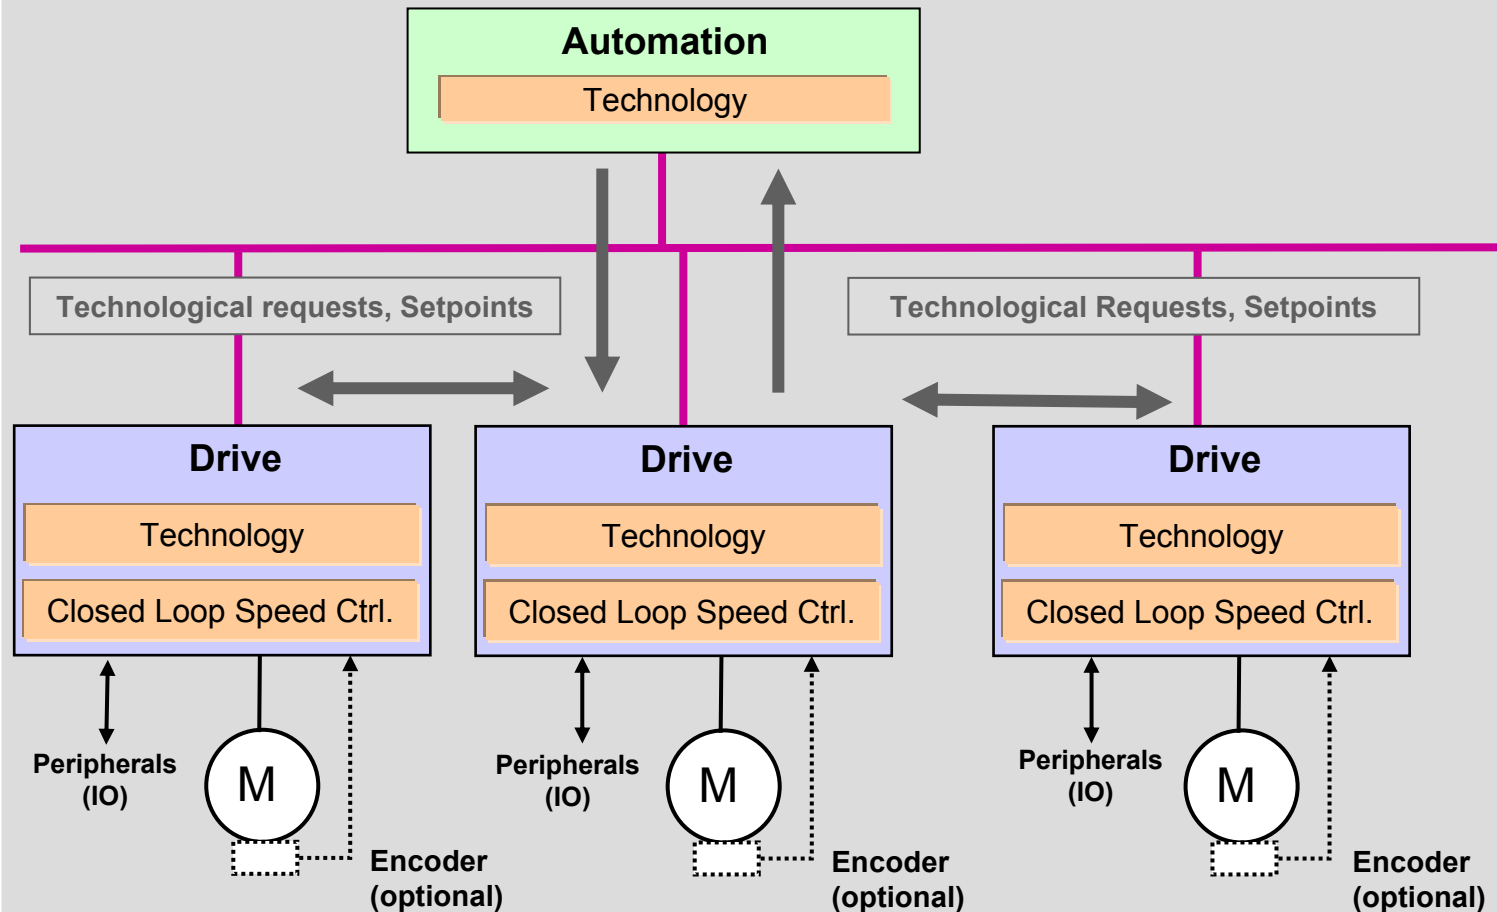 Automation
Technology
Technological requests, Setpoints
Technological Requests, Setpoints
Drive
Technology
Closed Loop Speed Ctrl.
Drive
Technology
Closed Loop Speed Ctrl.
Drive
Technology
Closed Loop Speed Ctrl.
Peripherals
(IO)
M
Encoder
(optional)
Peripherals
(IO)
M
Encoder
(optional)
Peripherals
(IO)
M
Encoder
(optional)